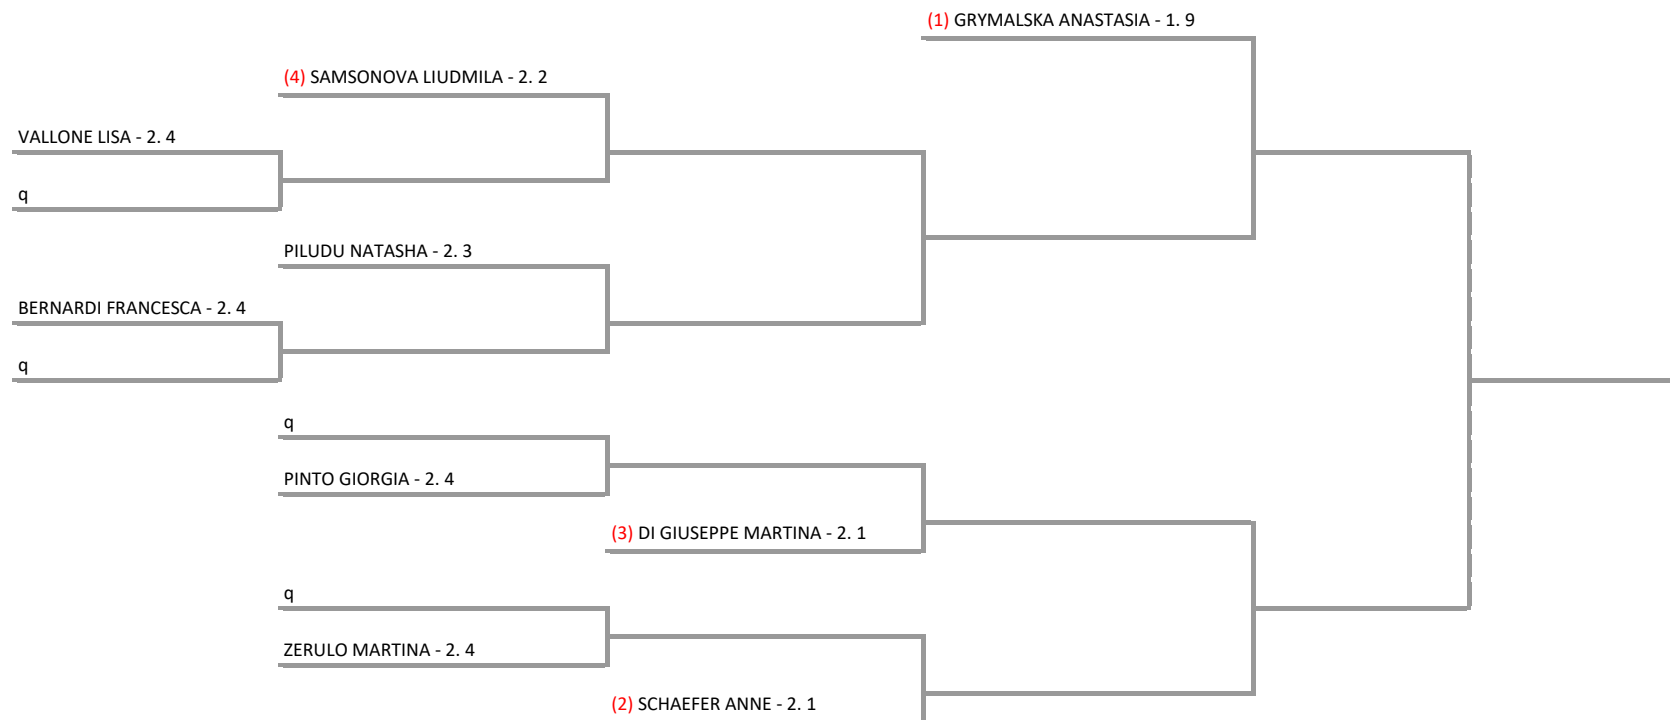 (1) GRYMALSKA ANASTASIA - 1. 9
(4) SAMSONOVA LIUDMILA - 2. 2
VALLONE LISA - 2. 4
q
PILUDU NATASHA - 2. 3
BERNARDI FRANCESCA - 2. 4
q
q
PINTO GIORGIA - 2. 4
(3) DI GIUSEPPE MARTINA - 2. 1
q
ZERULO MARTINA - 2. 4
(2) SCHAEFER ANNE - 2. 1